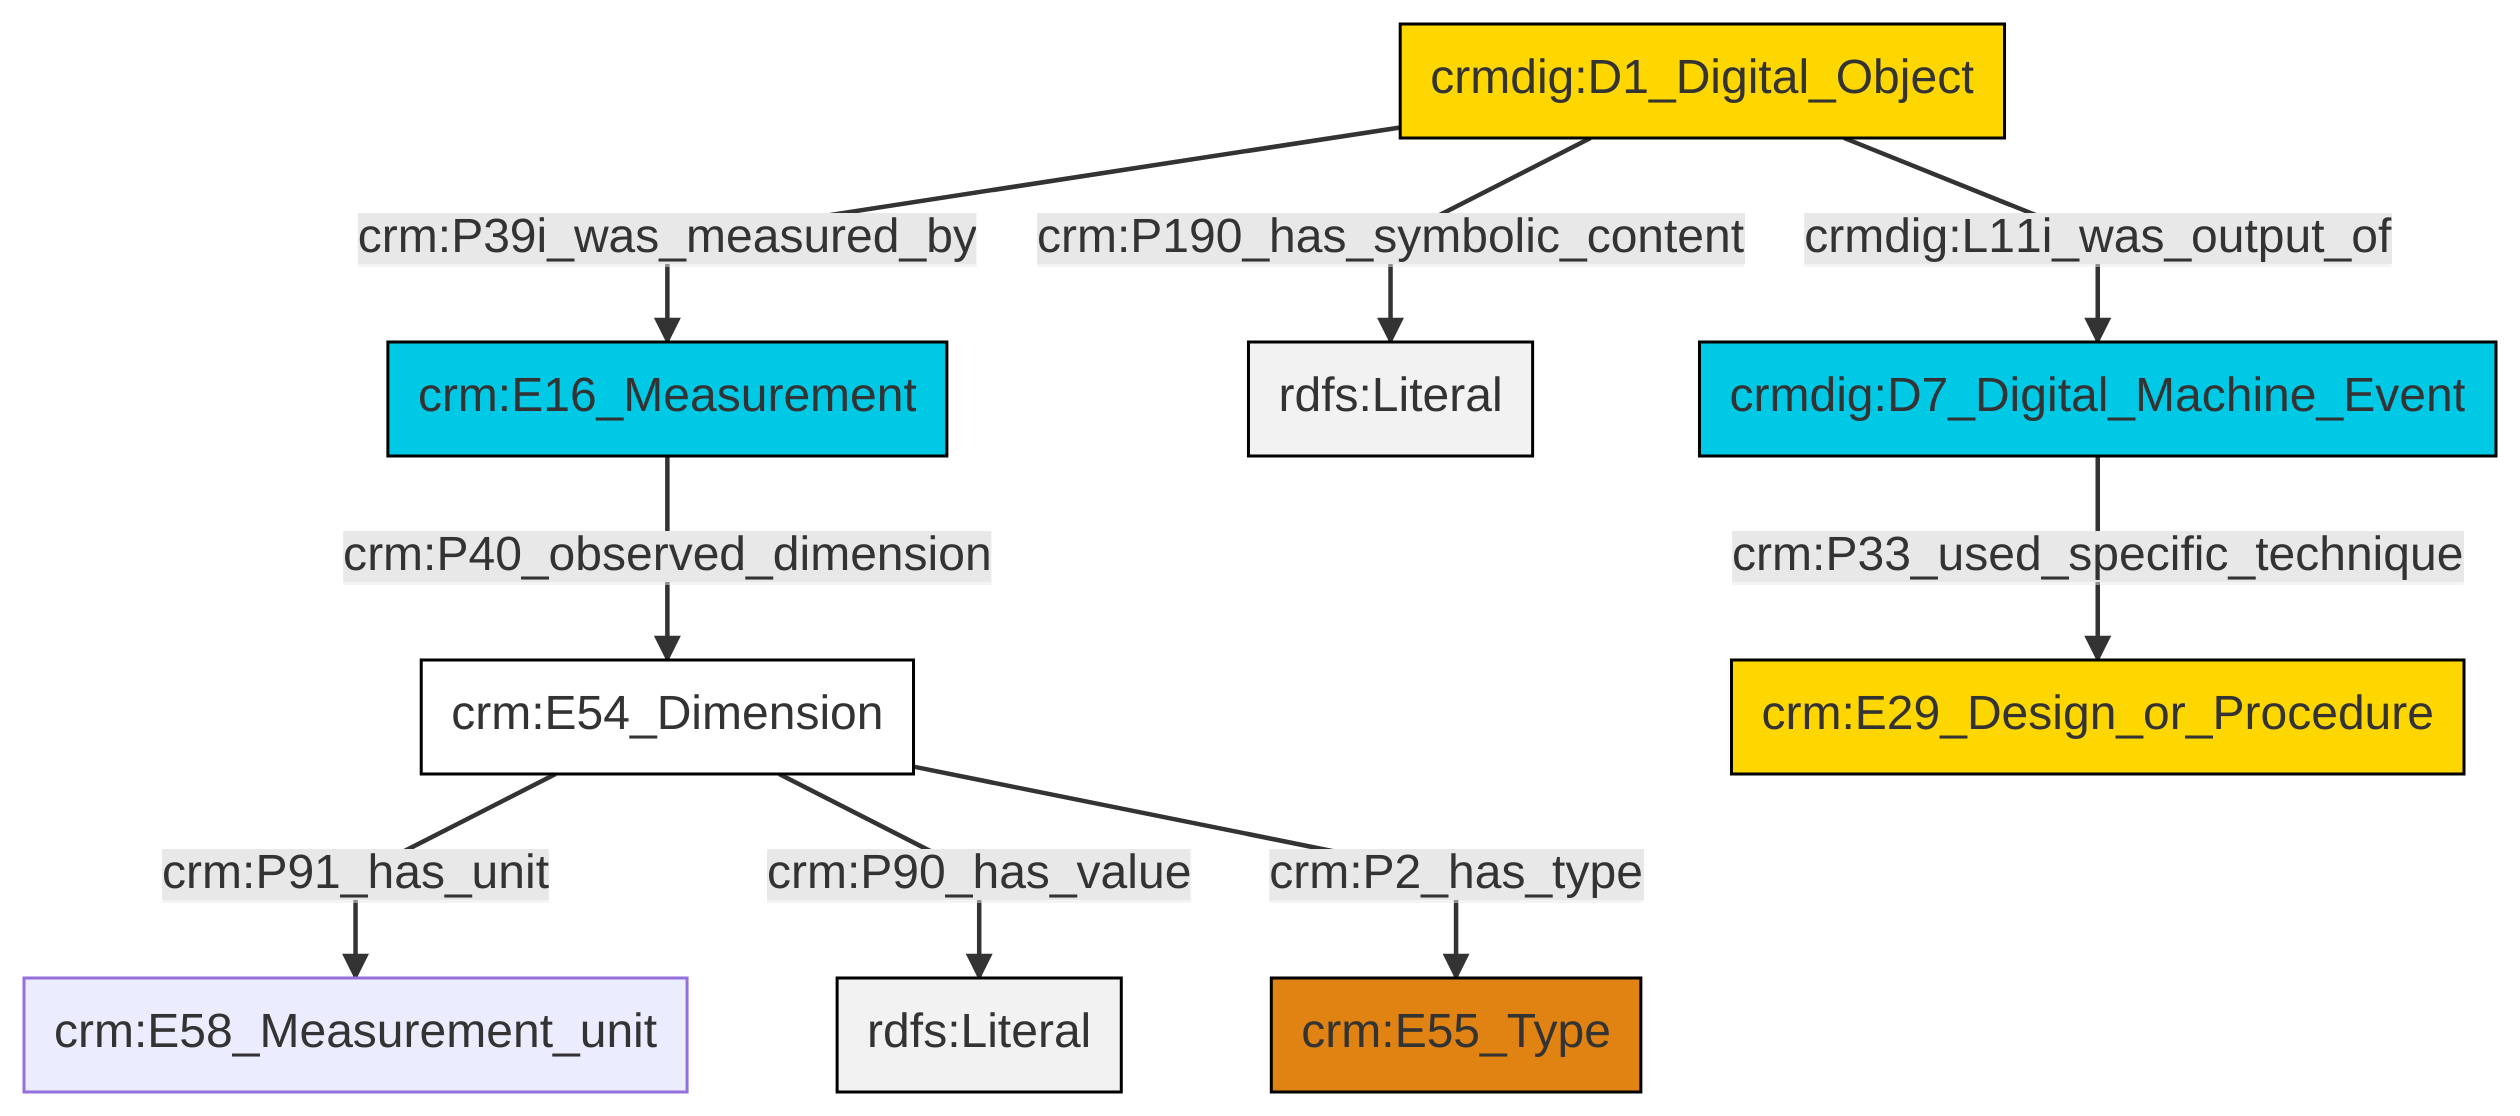 crmdig:D1_Digital_Object
crm:P39i_was_measured_by
crm:P190_has_symbolic_content
crmdig:L11i_was_output_of
crm:E16_Measurement
rdfs:Literal
crmdig:D7_Digital_Machine_Event
crm:P40_observed_dimension
crm:P33_used_specific_technique
crm:E54_Dimension
crm:E29_Design_or_Procedure
crm:P91_has_unit
crm:P90_has_value
crm:P2_has_type
crm:E58_Measurement_unit
rdfs:Literal
crm:E55_Type